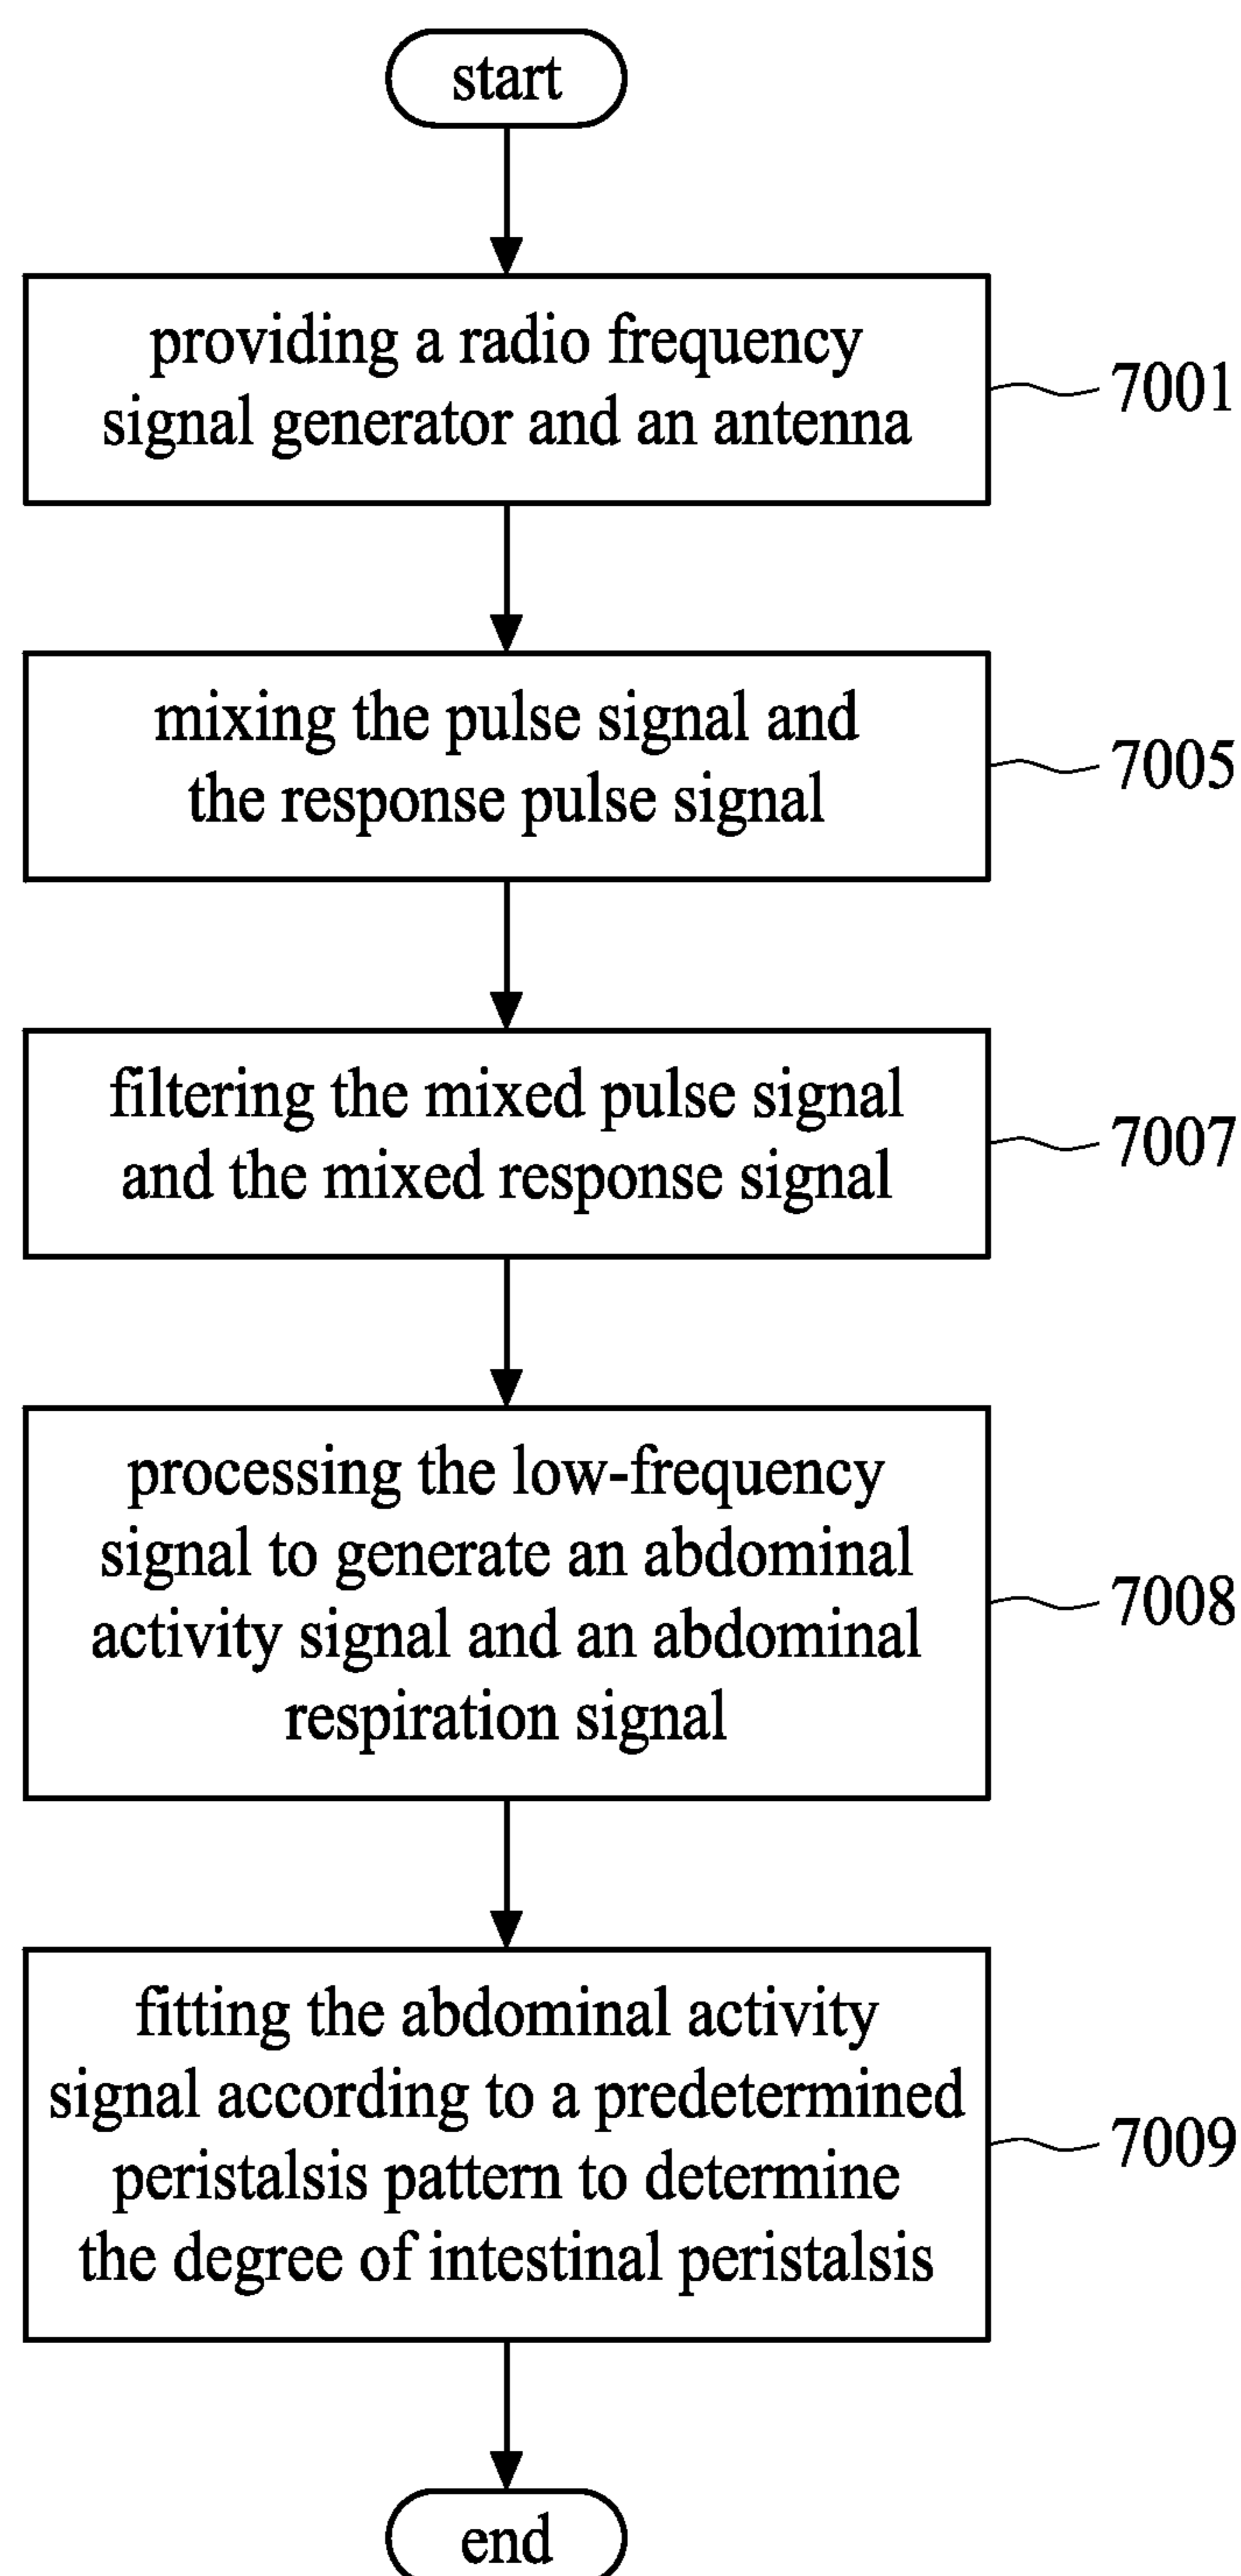 start
providing a radio frequency
signal generator and an antenna
7001
mixing the pulse signal and
the response pulse signal
7005
filtering the mixed pulse signal
and the mixed response signal
7007
processing the low-frequency
signal to generate an abdominal
activity signal and an abdominal
respiration signal
7008
fitting the abdominal activity
signal according to a predetermined
peristalsis pattern to determine
the degree of intestinal peristalsis
7009
end